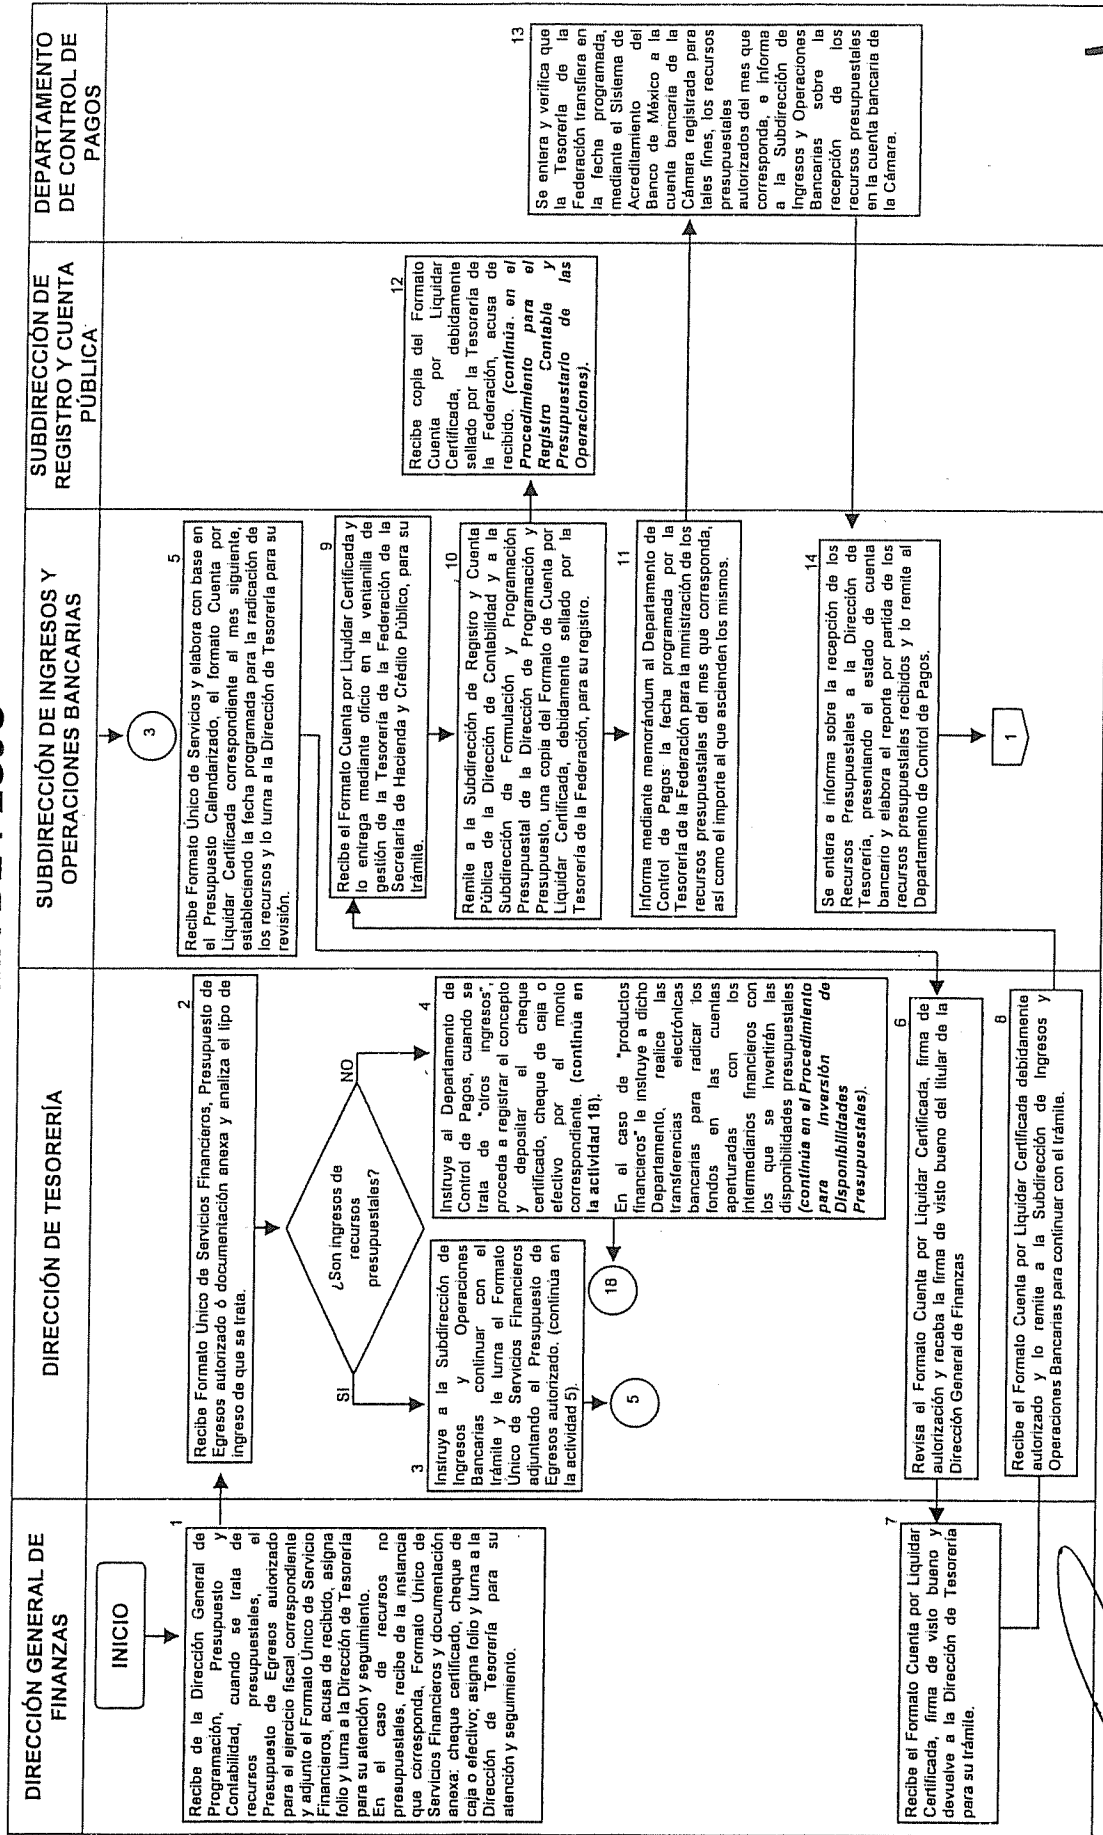 DIRECCIÓN GENERAL DE
FINANZAS
DIRECCIÓN DE TESORERÍA
SUBDIRECCIÓN DE INGRESOS Y
OPERACIONES BANCARIAS
SUBDIRECCIÓN DE
REGISTRO Y CUENTA
PÚBLICA
DEPARTAMENTO
DE CONTROL DE
PAGOS
INICIO
1
Recibe de la Dirección General de
Programación, Presupuesto y
Contabilidad, cuando se trata de
recursos presupuestales, el
Presupuesto de Egresos autorizado
para el ejercicio fiscal correspondiente
y adjunto el Formato Único de Servicio
Financieros, acusa de recibido, asigna
folio y turna a la Dirección de Tesorería
para su atención y seguimiento.
En el caso de recursos no
presupuestales, recibe de la instancia
que corresponda, Formato Único de
Servicios Financieros y documentación
anexa: cheque certificado, cheque de
caja o efectivo; asigna folio y turna a la
Dirección de Tesorería para su
atención y seguimiento.
2
Recibe Formato Único de Servicios Financieros, Presupuesto de
Egresos autorizado ó documentación anexa y analiza el tipo de
ingreso de que se trata.
¿Son ingresos de
recursos
presupuestales?
SI
NO
3
Instruye a la Subdirección de
Ingresos y Operaciones
Bancarias continuar con el
trámite y le turna el Formato
Único de Servicios Financieros
adjuntando el Presupuesto de
Egresos autorizado. (continúa en
la actividad 5).
5
4
Instruye al Departamento de
Control de Pagos, cuando se
trata de "otros ingresos",
proceda a registrar el concepto
y depositar el cheque
certificado, cheque de caja o
efectivo por el monto
correspondiente. (continúa en
la actividad 18).
En el caso de "productos
financieros" le instruye a dicho
Departamento, realice las
transferencias electrónicas
bancarias para radicar los
fondos en las cuentas
aperturadas con los
intermediarios financieros con
los que se invertirán las
disponibilidades presupuestales
(continúa en el Procedimiento
para Inversión de
Disponibilidades
Presupuestales).
18
3
5
Recibe Formato Único de Servicios y elabora con base en
el Presupuesto Calendarizado, el formato Cuenta por
Liquidar Certificada correspondiente al mes siguiente,
estableciendo la fecha programada para la radicación de
los recursos y lo turna a la Dirección de Tesorería para su
revisión.
6
Revisa el Formato Cuenta por Liquidar Certificada, firma de
autorización y recaba la firma de visto bueno del titular de la
Dirección General de Finanzas
7
Recibe el Formato Cuenta por Liquidar
Certificada, firma de visto bueno y
devuelve a la Dirección de Tesorería
para su trámite.
8
Recibe el Formato Cuenta por Liquidar Certificada debidamente
autorizado y lo remite a la Subdirección de Ingresos y
Operaciones Bancarias para continuar con el trámite.
9
Recibe el Formato Cuenta por Liquidar Certificada y
lo entrega mediante oficio en la ventanilla de
gestión de la Tesorería de la Federación de la
Secretaría de Hacienda y Crédito Público, para su
trámite.
10
Remite a la Subdirección de Registro y Cuenta
Pública de la Dirección de Contabilidad y a la
Subdirección de Formulación y Programación
Presupuestal de la Dirección de Programación y
Presupuesto, una copia del Formato de Cuenta por
Liquidar Certificada, debidamente sellado por la
Tesorería de la Federación, para su registro.
11
Informa mediante memorándum al Departamento de
Control de Pagos la fecha programada por la
Tesorería de la Federación para la ministración de los
recursos presupuestales del mes que corresponda,
así como el importe al que ascienden los mismos.
12
Recibe copia del Formato
Cuenta por Liquidar
Certificada, debidamente
sellado por la Tesorería de
la Federación, acusa de
recibido. (continúa. en el
Procedimiento para el
Registro Contable y
Presupuestario de las
Operaciones).
13
Se entera y verifica que
la Tesorería de la
Federación transfiera en
la fecha programada,
mediante el Sistema de
Acreditamiento del
Banco de México a la
cuenta bancaria de la
Cámara registrada para
tales fines, los recursos
presupuestales
autorizados del mes que
corresponda, e informa
a la Subdirección de
Ingresos y Operaciones
Bancarias sobre la
recepción de los
recursos presupuestales
en la cuenta bancaria de
la Cámara.
14
Se entera e informa sobre la recepción de los
Recursos Presupuestales a la Dirección de
Tesorería, presentando el estado de cuenta
bancario y elabora el reporte por partida de los
recursos presupuestales recibidos y lo remite al
Departamento de Control de Pagos.
1